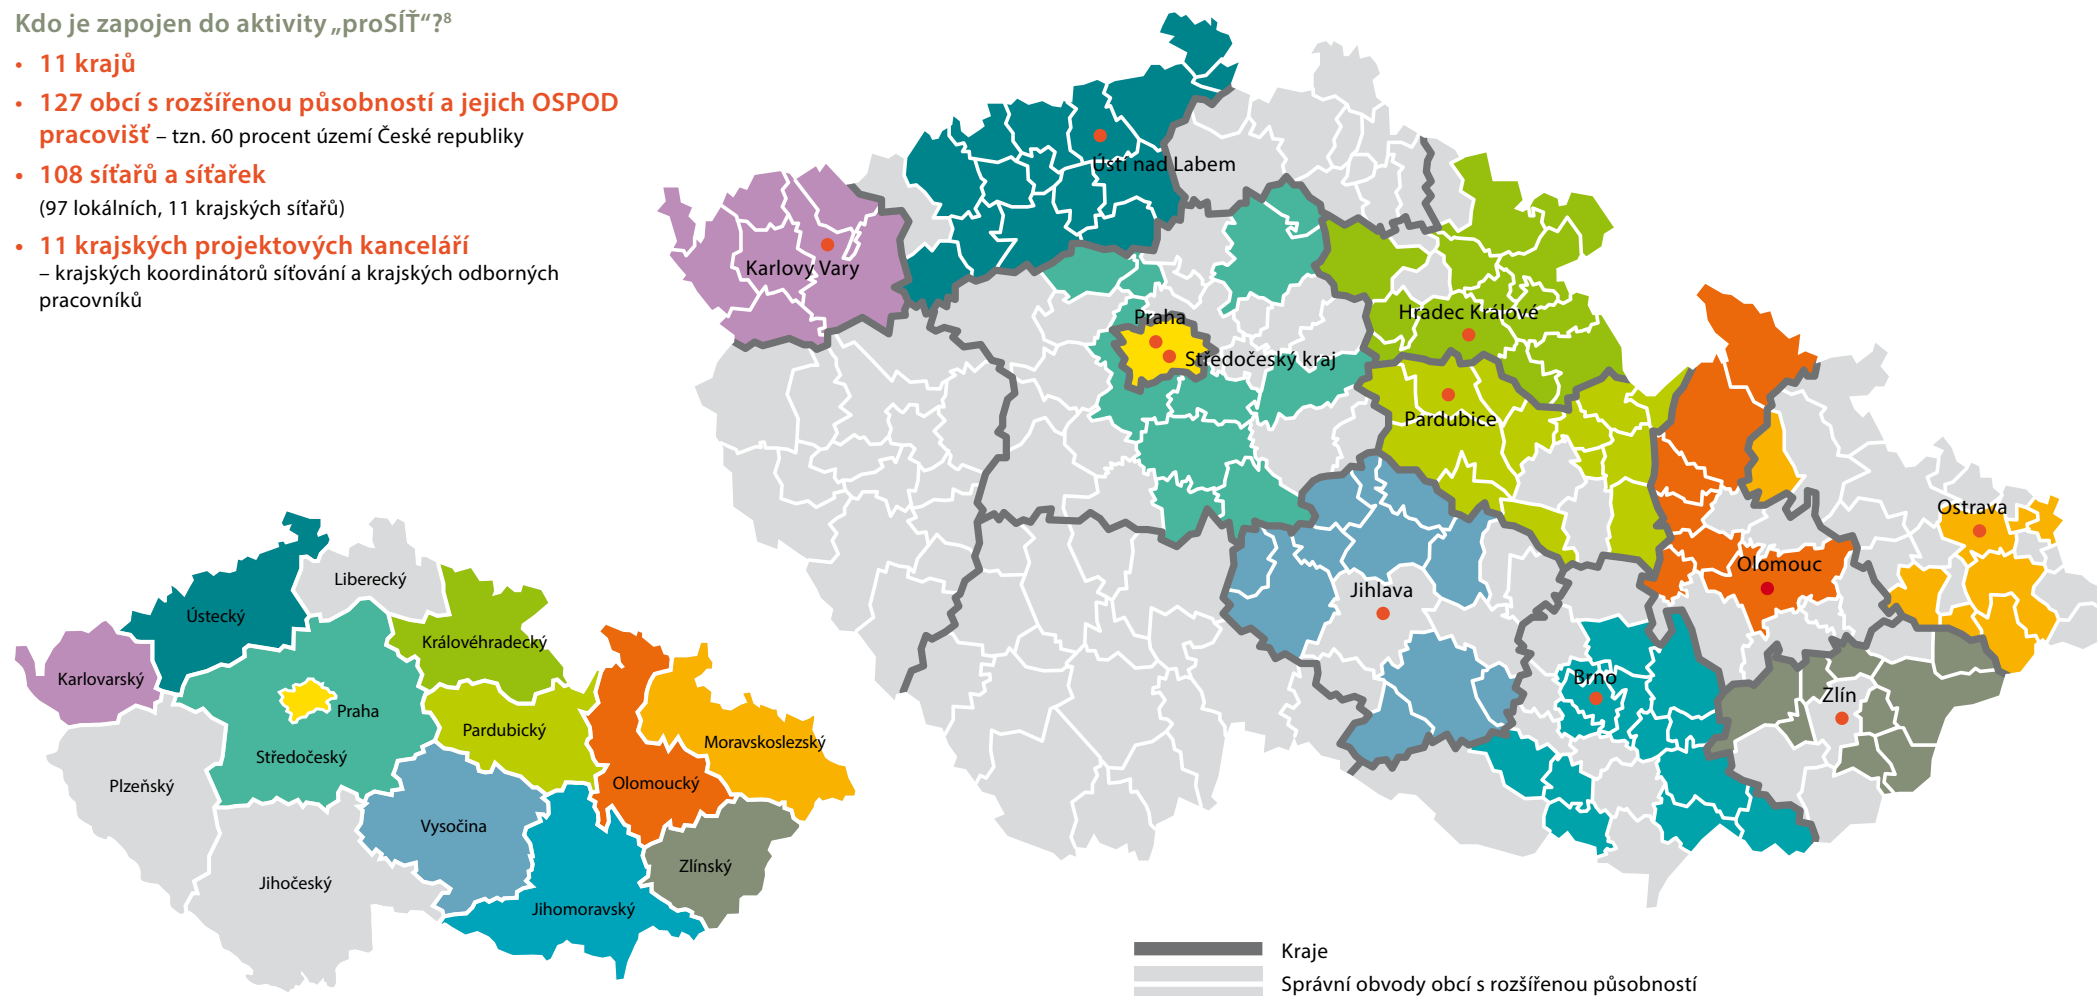 Kdo je zapojen do aktivity „proSÍŤ“?⁸
• 11 krajů
• 127 obcí s rozšířenou působností a jejich OSPOD
pracovišť – tzn. 60 procent území České republiky
• 108 síťařů a síťařek
(97 lokálních, 11 krajských síťařů)
• 11 krajských projektových kanceláří
– krajských koordinátorů síťování a krajských odborných
pracovníků
Ústí nad Labem
Karlovy Vary
Praha
Středočeský kraj
Hradec Králové
Pardubice
Ostrava
Olomouc
Jihlava
Brno
Zlín
Liberecký
Ústecký
Královéhradecký
Karlovarský
Praha
Pardubický
Moravskoslezský
Středočeský
Plzeňský
Olomoucký
Vysočina
Zlínský
Jihočeský
Jihomoravský
Kraje
Správní obvody obcí s rozšířenou působností